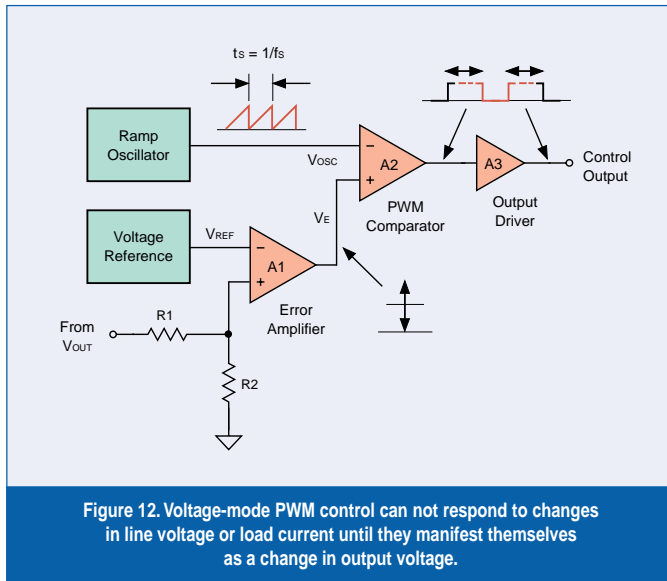 tS = 1/fS
Ramp
Oscillator
VOSC
A2
A3
Control
Output
PWM
Comparator
Output
Driver
Voltage
Reference
VREF
VE
A1
Error
Amplifier
From
VOUT
R1
R2
Figure 12. Voltage-mode PWM control can not respond to changes
in line voltage or load current until they manifest themselves
as a change in output voltage.